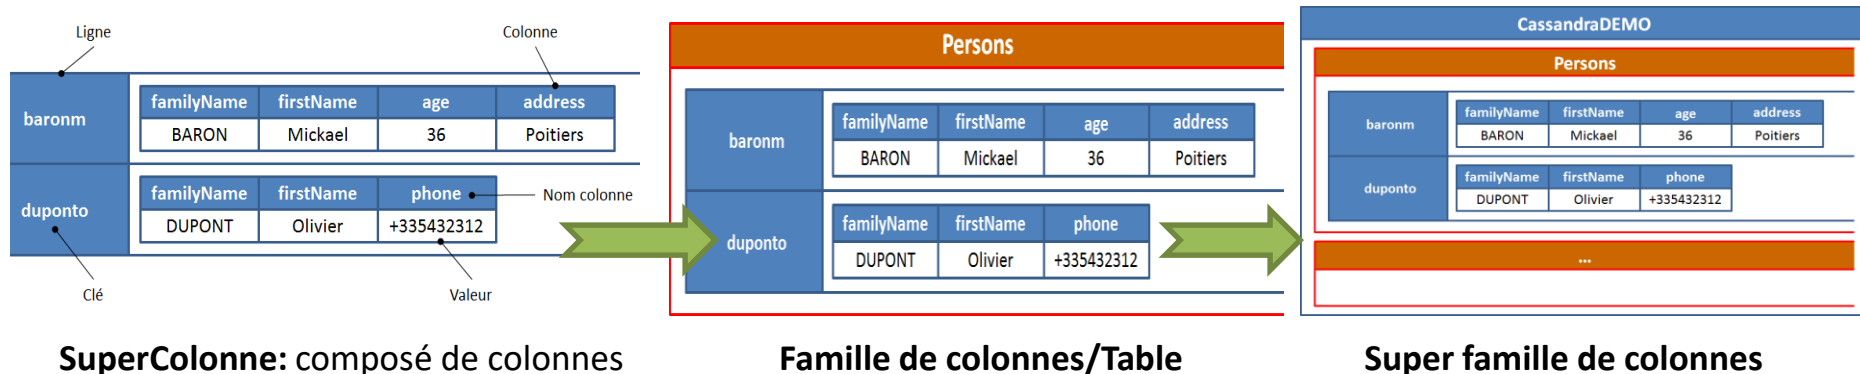 Ligne
Colonne
baronm
familyName firstName age address
BARON Mickael 36 Poitiers
duponto
familyName firstName phone
DUPONT Olivier +335432312
Nom colonne
Clé
Valeur
SuperColonne: composé de colonnes
Persons
baronm
familyName firstName age address
BARON Mickael 36 Poitiers
duponto
familyName firstName phone
DUPONT Olivier +335432312
Famille de colonnes/Table
CassandraDEMO
Persons
baronm
familyName firstName age address
BARON Mickael 36 Poitiers
duponto
familyName firstName phone
DUPONT Olivier +335432312
...
Super famille de colonnes